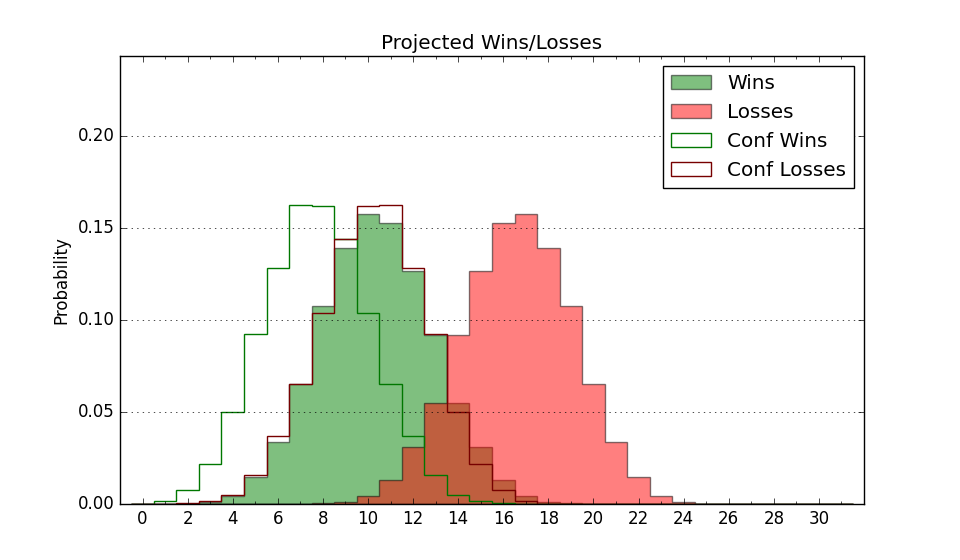 Projected Wins/Losses
Wins
Losses
Conf Wins
Conf Losses
Probability
0.20
0.15
0.10
0.05
0.00
0 2 4 6 8 10 12 14 16 18 20 22 24 26 28 30